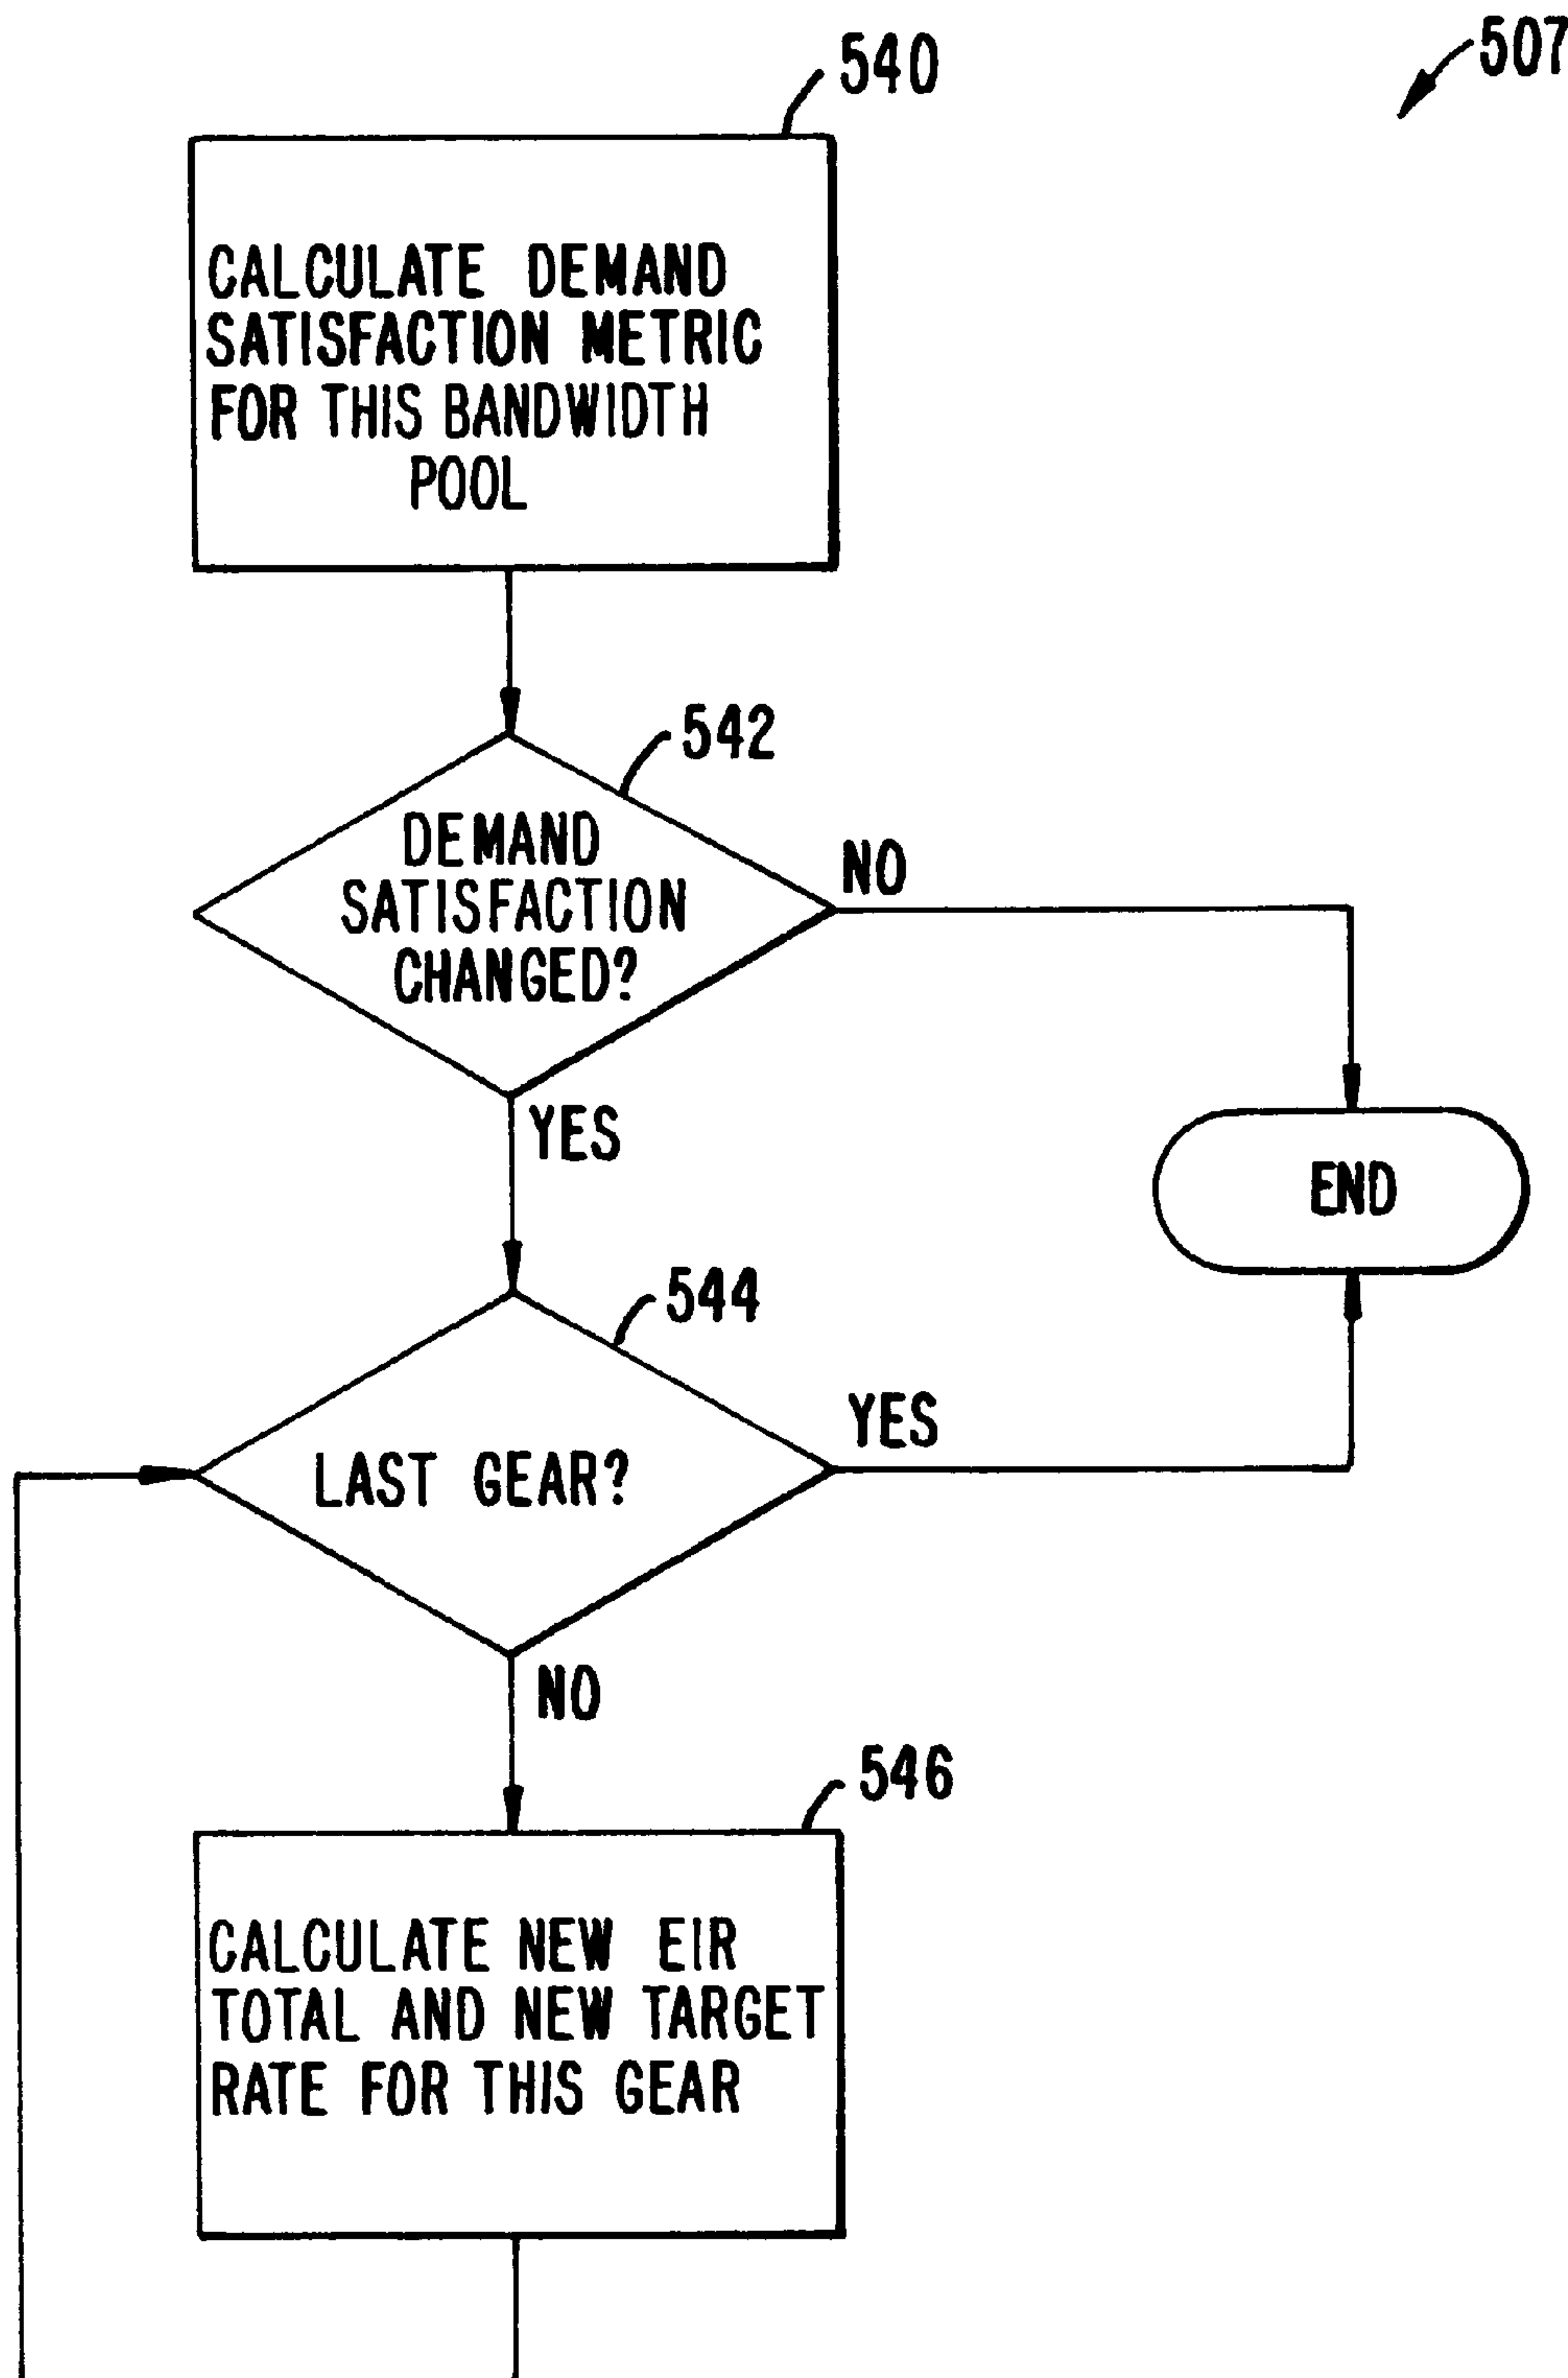 540
507
CALCULATE DEMAND
SATISFACTION METRIC
FOR THIS BANDWIDTH
POOL
542
DEMAND
SATISFACTION
CHANGED?
NO
YES
END
544
LAST GEAR?
YES
NO
546
CALCULATE NEW EIR
TOTAL AND NEW TARGET
RATE FOR THIS GEAR